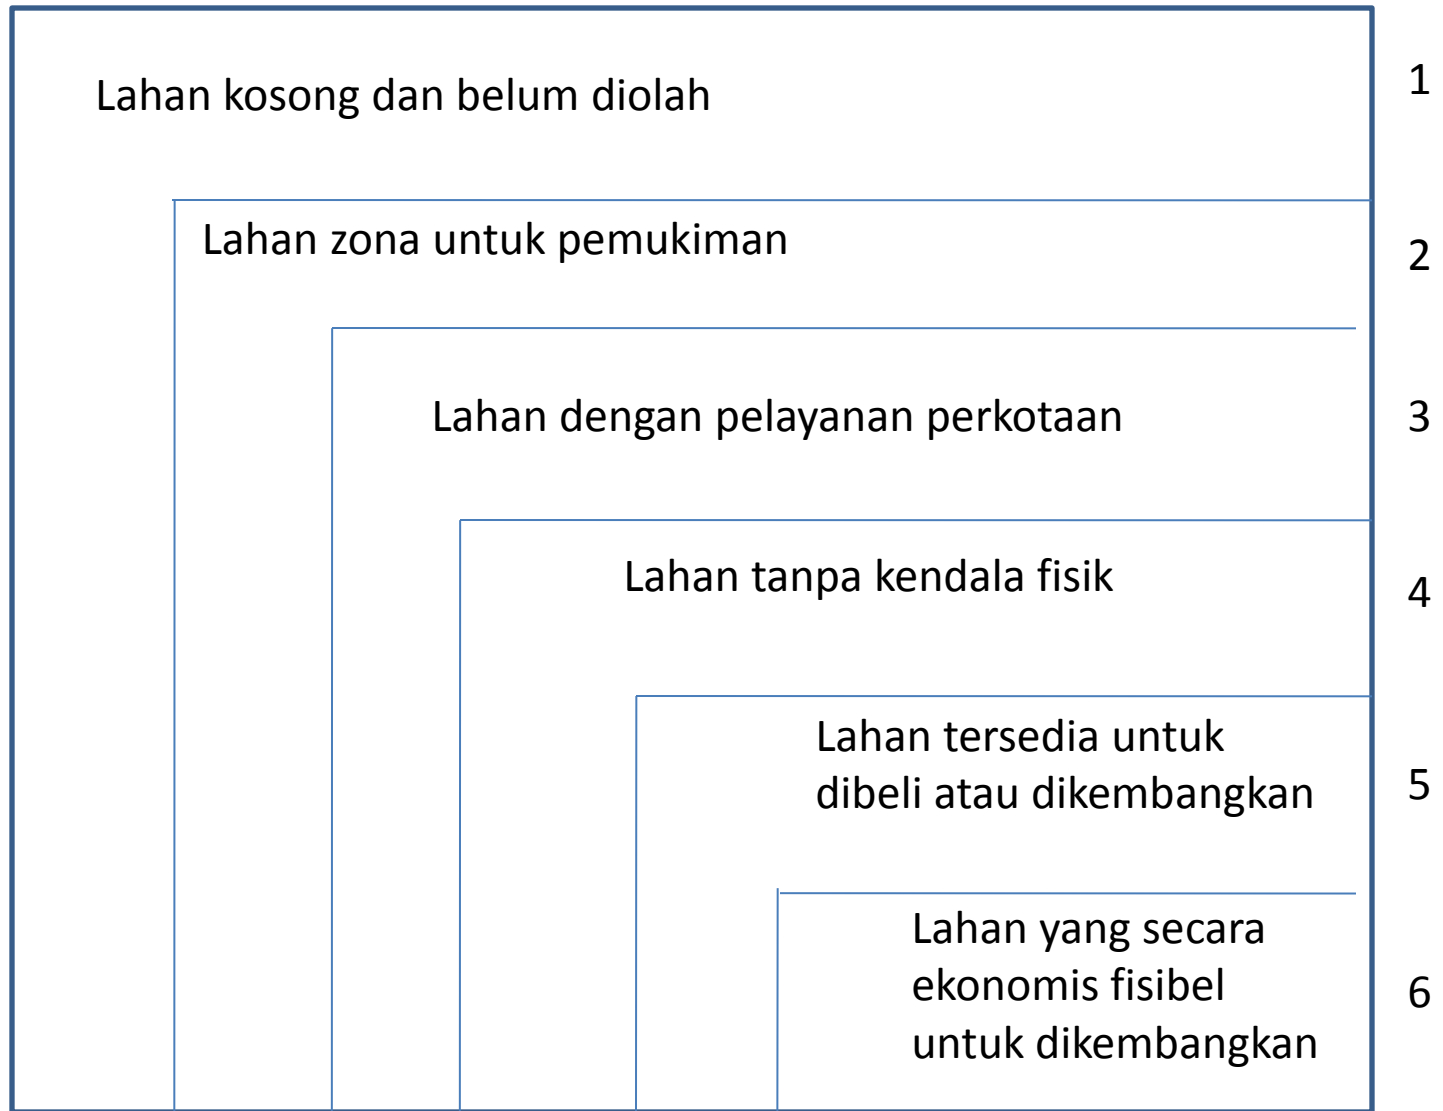 Lahan kosong dan belum diolah
1
Lahan zona untuk pemukiman
2
Lahan dengan pelayanan perkotaan
3
Lahan tanpa kendala fisik
4
Lahan tersedia untuk
dibeli atau dikembangkan
5
Lahan yang secara
ekonomis fisibel
untuk dikembangkan
6